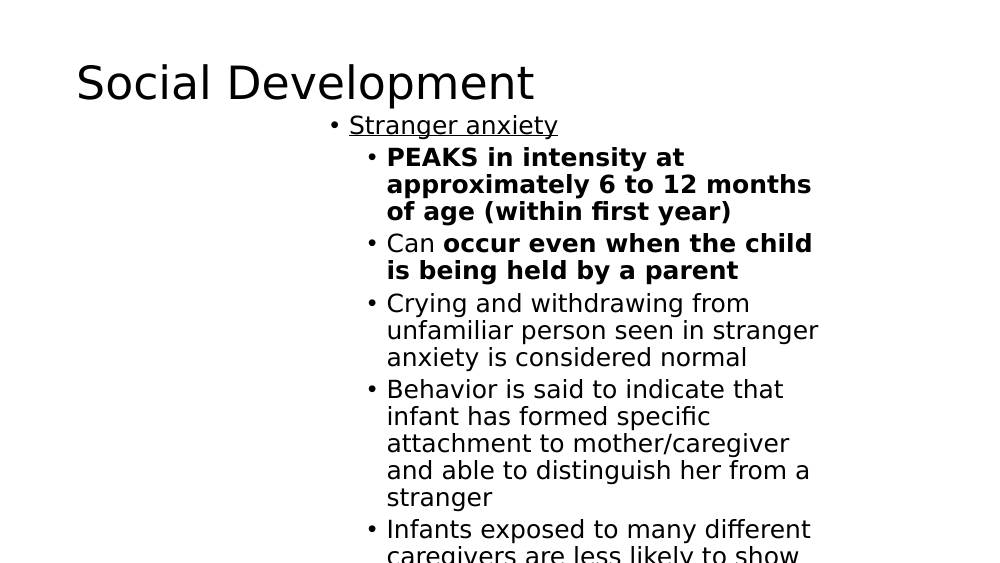 Social Development
• Stranger anxiety
• PEAKS in intensity at
approximately 6 to 12 months
of age (within first year)
• Can occur even when the child
is being held by a parent
• Crying and withdrawing from
unfamiliar person seen in stranger
anxiety is considered normal
• Behavior is said to indicate that
infant has formed specific
attachment to mother/caregiver
and able to distinguish her from a
stranger
• Infants exposed to many different
caregivers are less likely to show